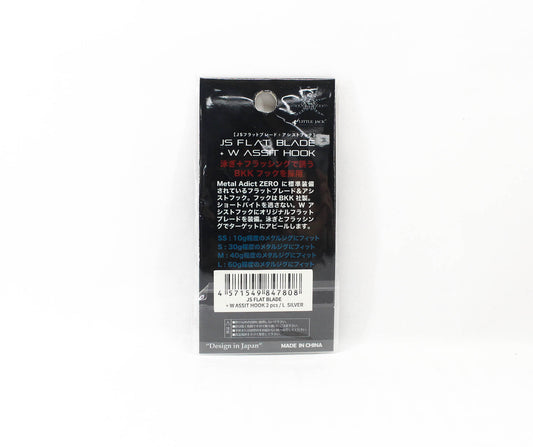 LITTLE JACK
【JSフラットブレード・アシストフック】
JS FLAT BLADE
+ W ASSIT HOOK
泳ぎ＋フラッシングで誘う
BKK フックを採用。
Metal Adict ZERO に標準装備
されているフラットブレード&アシ
ストフック。フックは BKK 社製。
ショートバイトを逃さない。W ア
シストフックにオリジナルフラット
ブレードを装備。泳ぎとフラッシン
グでターゲットにアピールします。
SS : 10g程度のメタルジグにフィット
S : 30g程度のメタルジグにフィット
M : 40g程度のメタルジグにフィット
L : 60g程度のメタルジグにフィット
4 571549 847808
JS FLAT BLADE
+ W ASSIT HOOK 2 pcs / L SILVER
"Design in Japan"
MADE IN CHINA